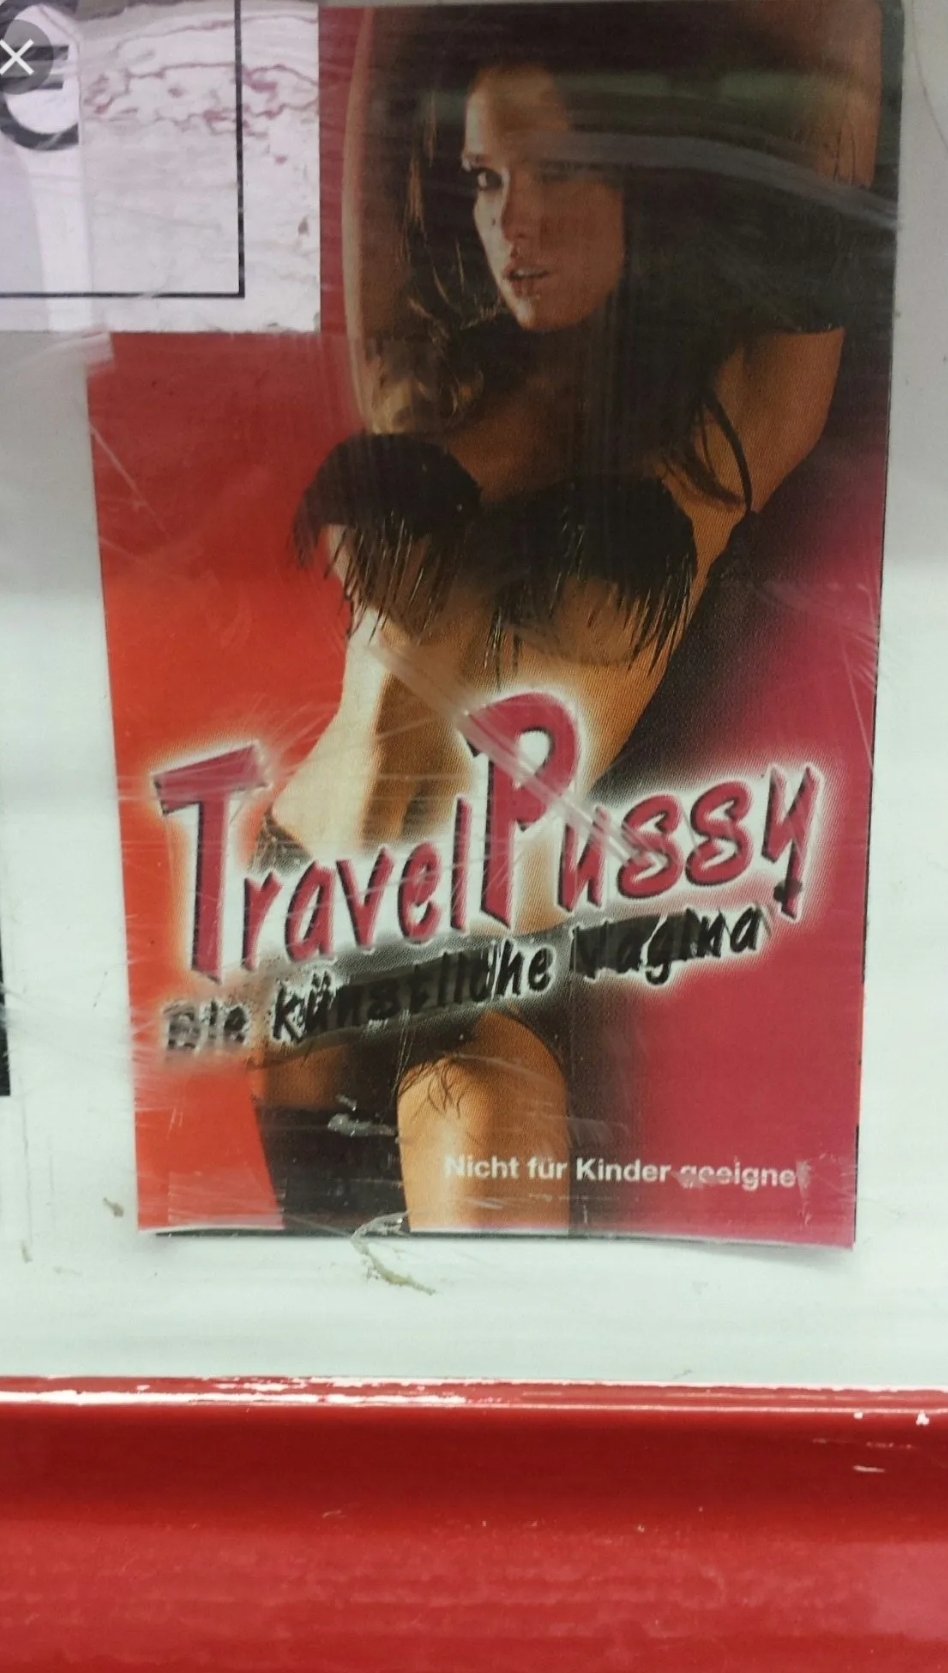 TravelPussy
Die künstliche Vagina
Nicht für Kinder geeignet